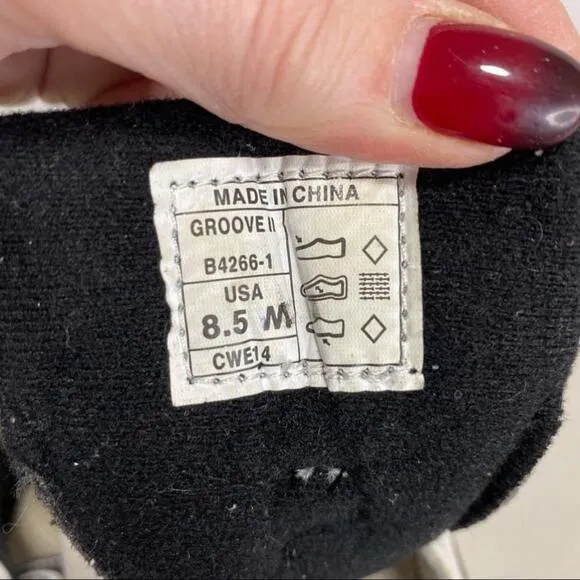 MADE IN CHINA
GROOVE II
B4266-1
USA
8.5 M
CWE14